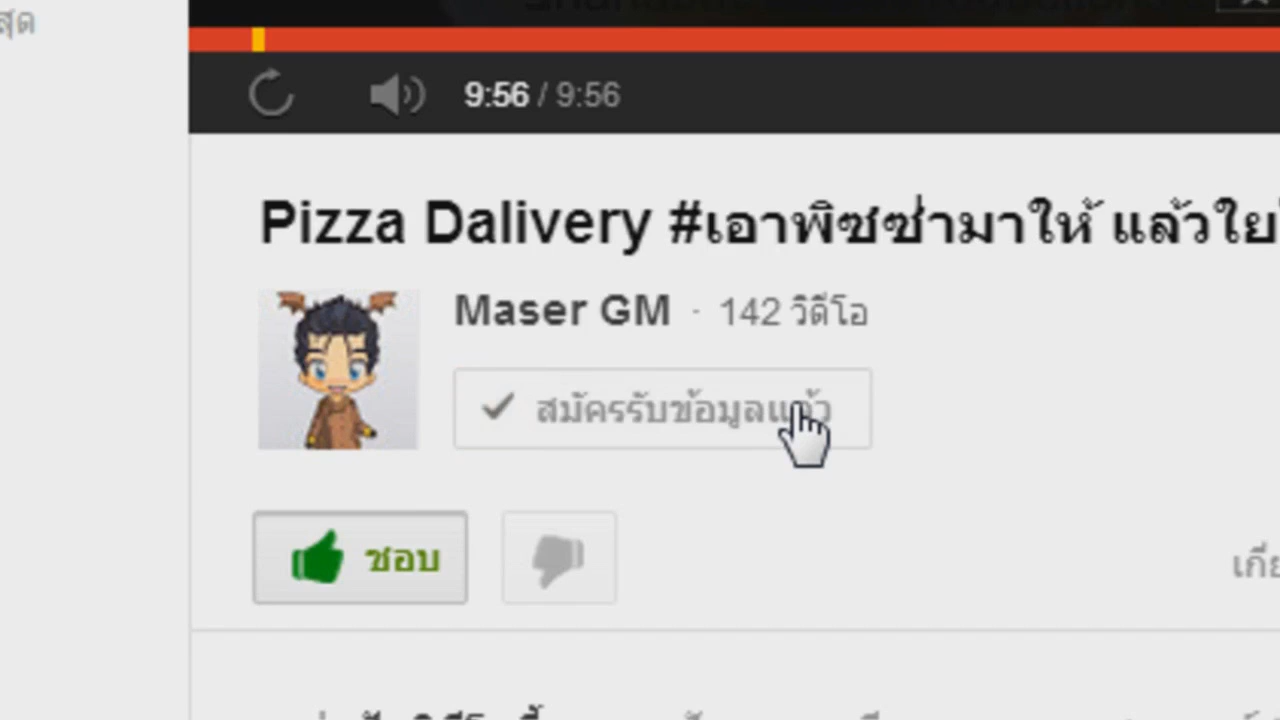 สุด
9:56 / 9:56
Pizza Dalivery #เอาพิซซ่ามาให้ แล้วใย
Maser GM · 142 วิดีโอ
สมัครรับข้อมูลแล้ว
ชอบ